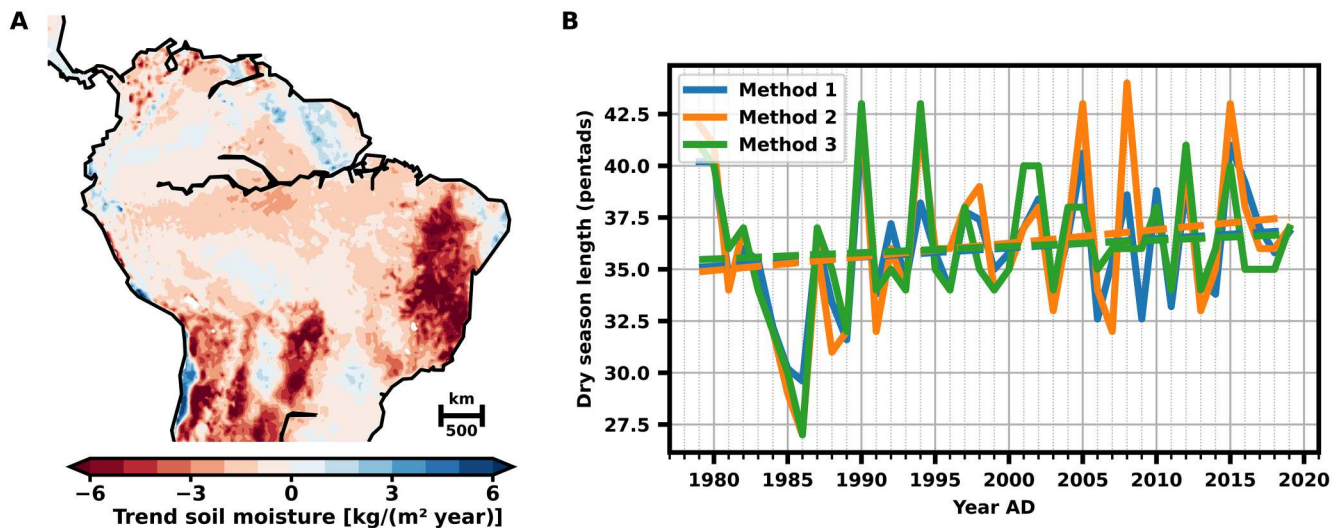 A
km
500
−6
−3
0
3
6
Trend soil moisture [kg/(m² year)]
B
Method 1
Method 2
Method 3
Dry season length (pentads)
42.5
40.0
37.5
35.0
32.5
30.0
27.5
1980
1985
1990
1995
2000
2005
2010
2015
2020
Year AD